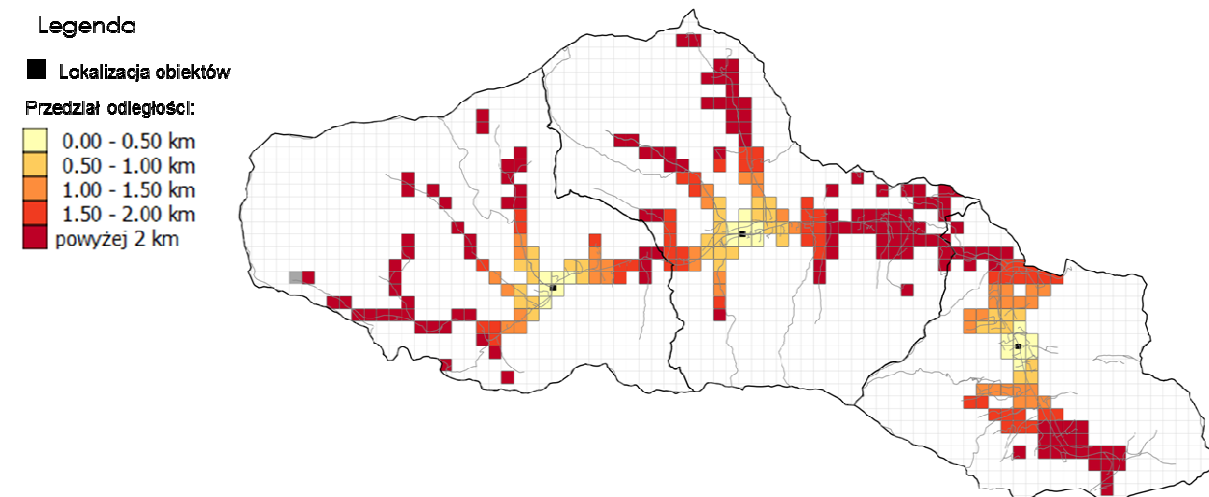 Legenda
Lokalizacja obiektów
Przedział odległości:
0.00 - 0.50 km
0.50 - 1.00 km
1.00 - 1.50 km
1.50 - 2.00 km
powyżej 2 km